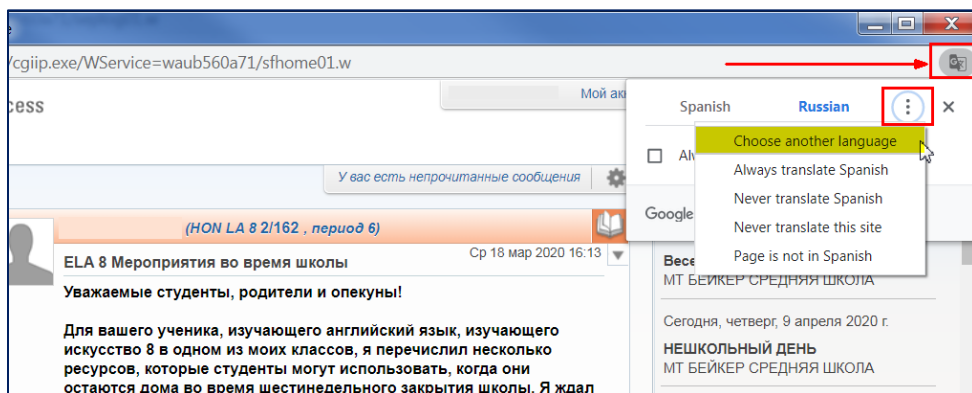 /cgiip.exe/WService=waub560a71/sfhome01.w
cess
Мой ак
У вас есть непрочитанные сообщения
(HON LA 8 2/162 , период 6)
ELA 8 Мероприятия во время школы
Ср 18 мар 2020 16:13
Уважаемые студенты, родители и опекуны!
Для вашего ученика, изучающего английский язык, изучающего
искусство 8 в одном из моих классов, я перечислил несколько
ресурсов, которые студенты могут использовать, когда они
остаются дома во время шестинедельного закрытия школы. Я ждал
Spanish
Russian
Choose another language
Always translate Spanish
Never translate Spanish
Never translate this site
Page is not in Spanish
Google
Весе
МТ БЕЙКЕР СРЕДНЯЯ ШКОЛА
Сегодня, четверг, 9 апреля 2020 г.
НЕШКОЛЬНЫЙ ДЕНЬ
МТ БЕЙКЕР СРЕДНЯЯ ШКОЛА